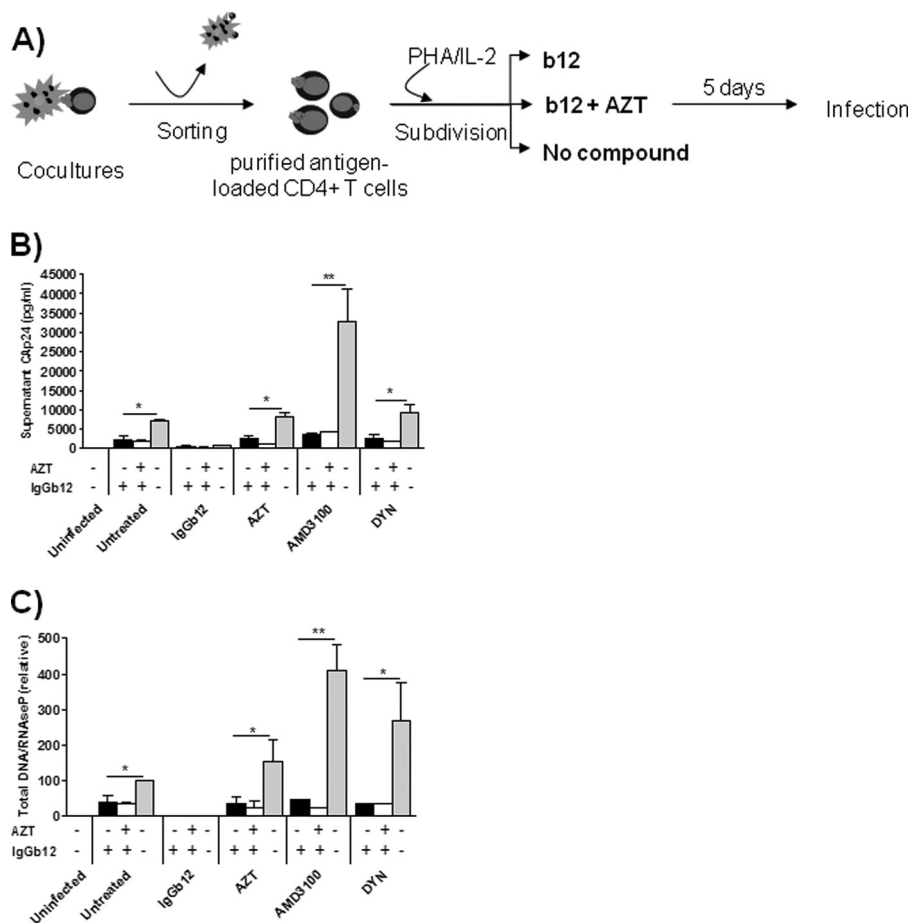 A)
PHA/IL-2
b12
b12 + AZT
5 days
Infection
Sorting
Subdivision
Cocultures
purified antigen-
loaded CD4+ T cells
No compound
B)
Supernatant CAp24 (pg/ml)
45000
40000
35000
30000
25000
20000
15000
10000
5000
0
* * ** *
AZT - - + - - + - - + - - + - - + -
IgGb12 - + + - + + - + + - + + - + + -
Uninfected
Untreated
IgGb12
AZT
AMD3100
DYN
C)
Total DNA/RNAseP (relative)
500
400
300
200
100
0
* * ** *
AZT - - + - - + - - + - - + - - + -
IgGb12 - + + - + + - + + - + + - + + -
Uninfected
Untreated
IgGb12
AZT
AMD3100
DYN